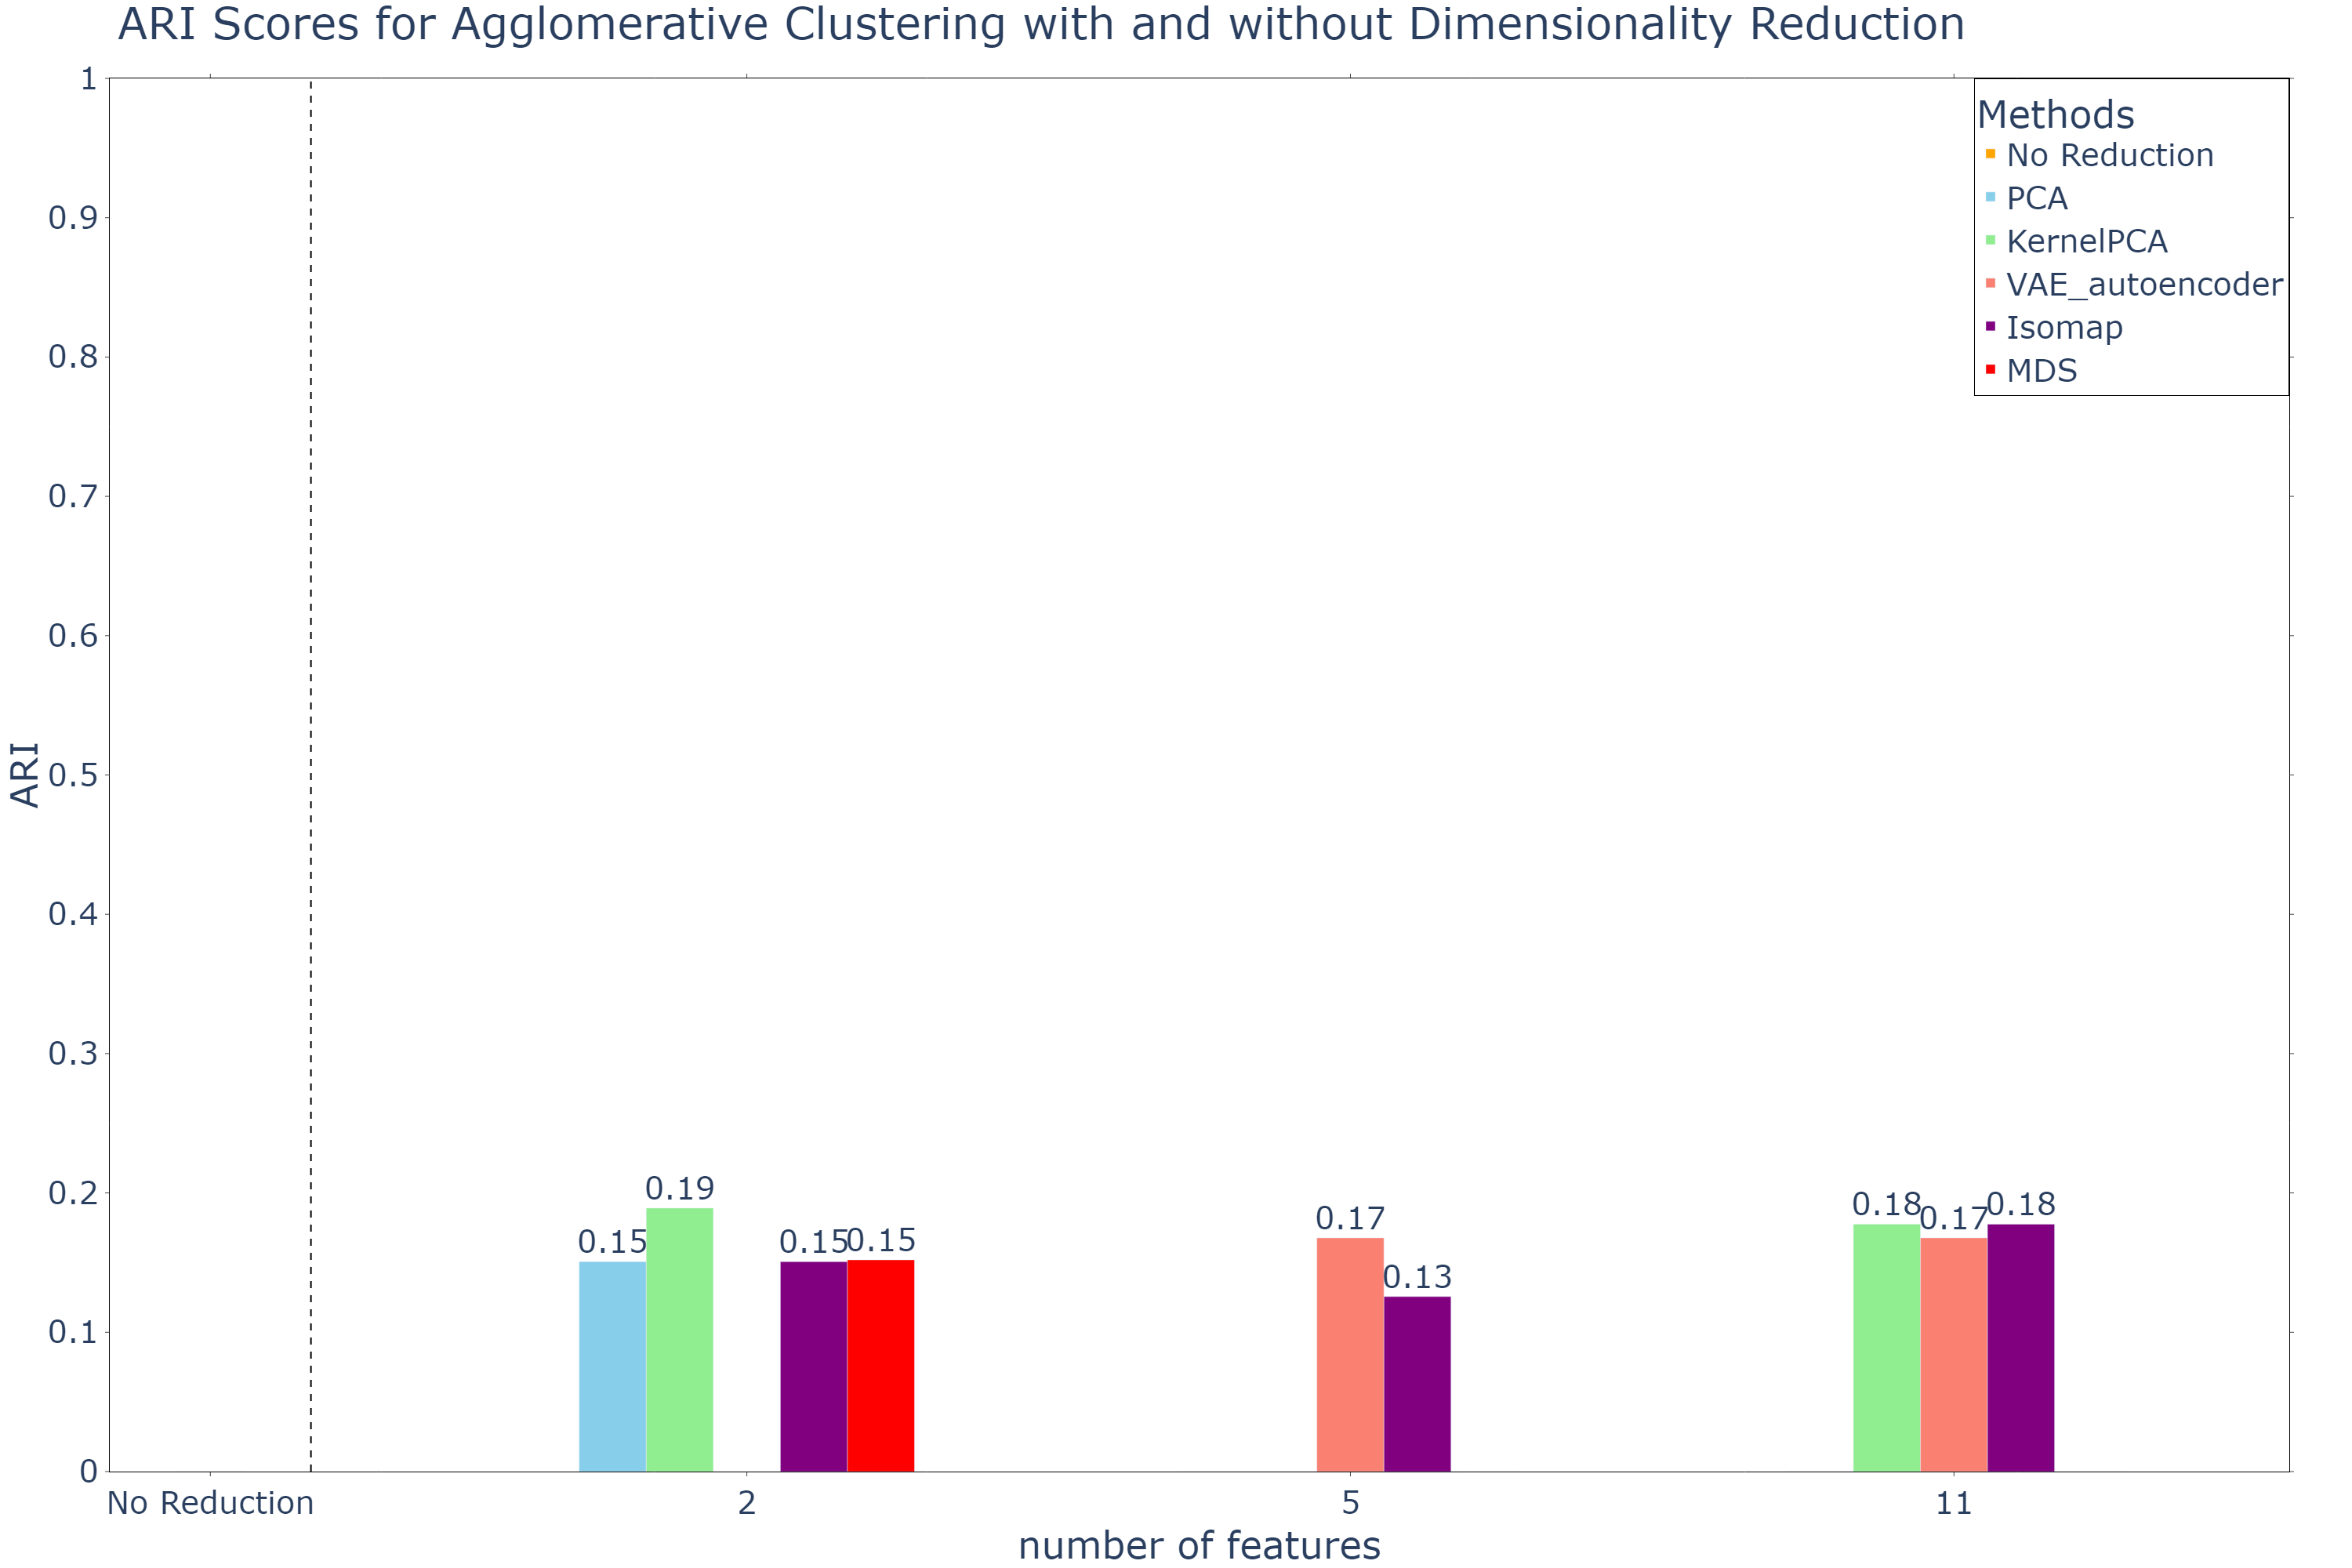 ARI Scores for Agglomerative Clustering with and without Dimensionality Reduction
Methods
No Reduction
PCA
KernelPCA
VAE_autoencoder
Isomap
MDS
ARI
1
0.9
0.8
0.7
0.6
0.5
0.4
0.3
0.2
0.1
0
0.15
0.19
0.15
0.15
0.17
0.13
0.18
0.17
0.18
No Reduction
2
5
11
number of features